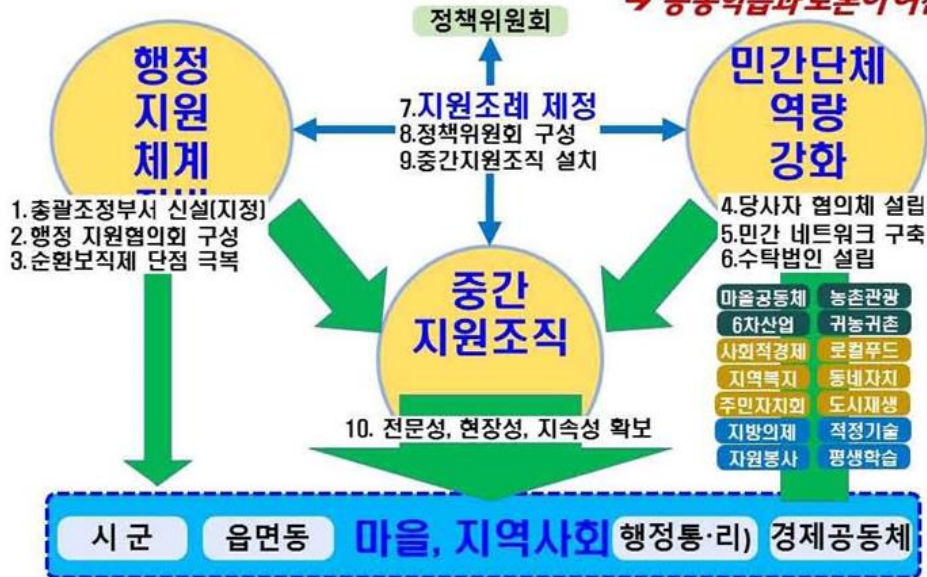 → 공동학습과 토론이
정책위원회
행정
지원
체계
민간단체
역량
강화
7.지원조례 제정
8.정책위원회 구성
9.중간지원조직 설치
1.총괄조정부서 신설(지정)
2.행정 지원협의회 구성
3.순환보직제 단점 극복
4.당사자 협의체 설립
5.민간 네트워크 구축
6.수탁법인 설립
중간
지원조직
마을공동체 농촌관광
6차산업 귀농귀촌
사회적경제 로컬푸드
지역복지 동네자치
주민자치회 도시재생
지방의제 적정기술
자원봉사 평생학습
10. 전문성, 현장성, 지속성 확보
시군 읍면동 마을, 지역사회 행정통·리) 경제공동체